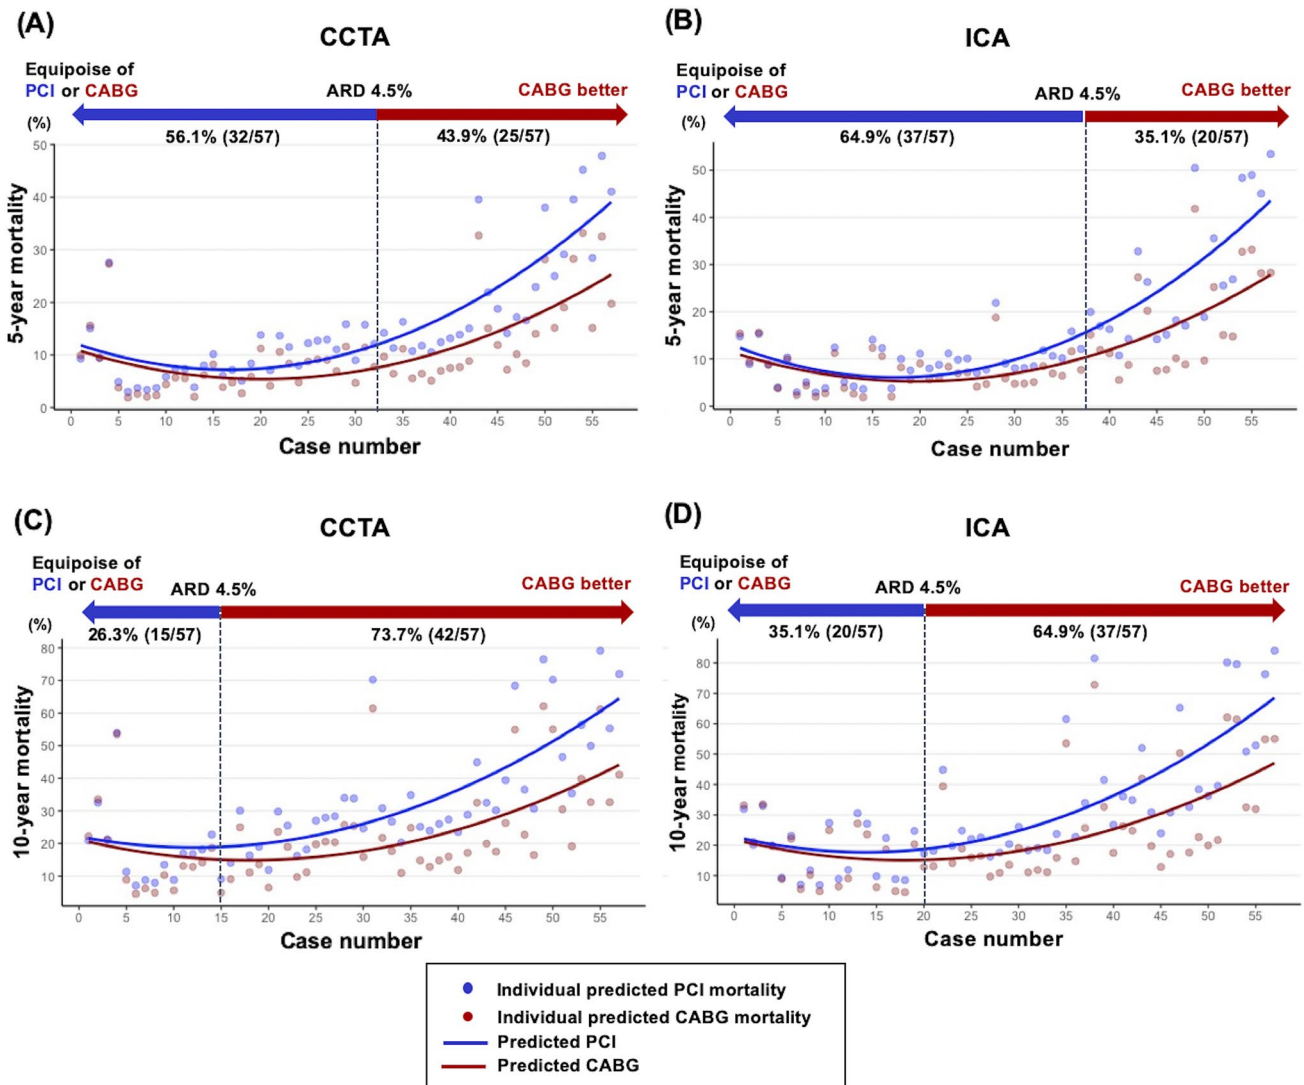 (A)
CCTA
Equipoise of
PCI or CABG
ARD 4.5%
CABG better
(%)
56.1% (32/57)
43.9% (25/57)
50
40
30
20
10
0
5-year mortality
0 5 10 15 20 25 30 35 40 45 50 55
Case number
(B)
ICA
Equipoise of
PCI or CABG
ARD 4.5%
CABG better
(%)
64.9% (37/57)
35.1% (20/57)
50
40
30
20
10
0
5-year mortality
0 5 10 15 20 25 30 35 40 45 50 55
Case number
(C)
CCTA
Equipoise of
PCI or CABG
ARD 4.5%
CABG better
(%)
26.3% (15/57)
73.7% (42/57)
80
70
60
50
40
30
20
10
10-year mortality
0 5 10 15 20 25 30 35 40 45 50 55
Case number
(D)
ICA
Equipoise of
PCI or CABG
ARD 4.5%
CABG better
(%)
35.1% (20/57)
64.9% (37/57)
80
70
60
50
40
30
20
10
10-year mortality
0 5 10 15 20 25 30 35 40 45 50 55
Case number
Individual predicted PCI mortality
Individual predicted CABG mortality
Predicted PCI
Predicted CABG